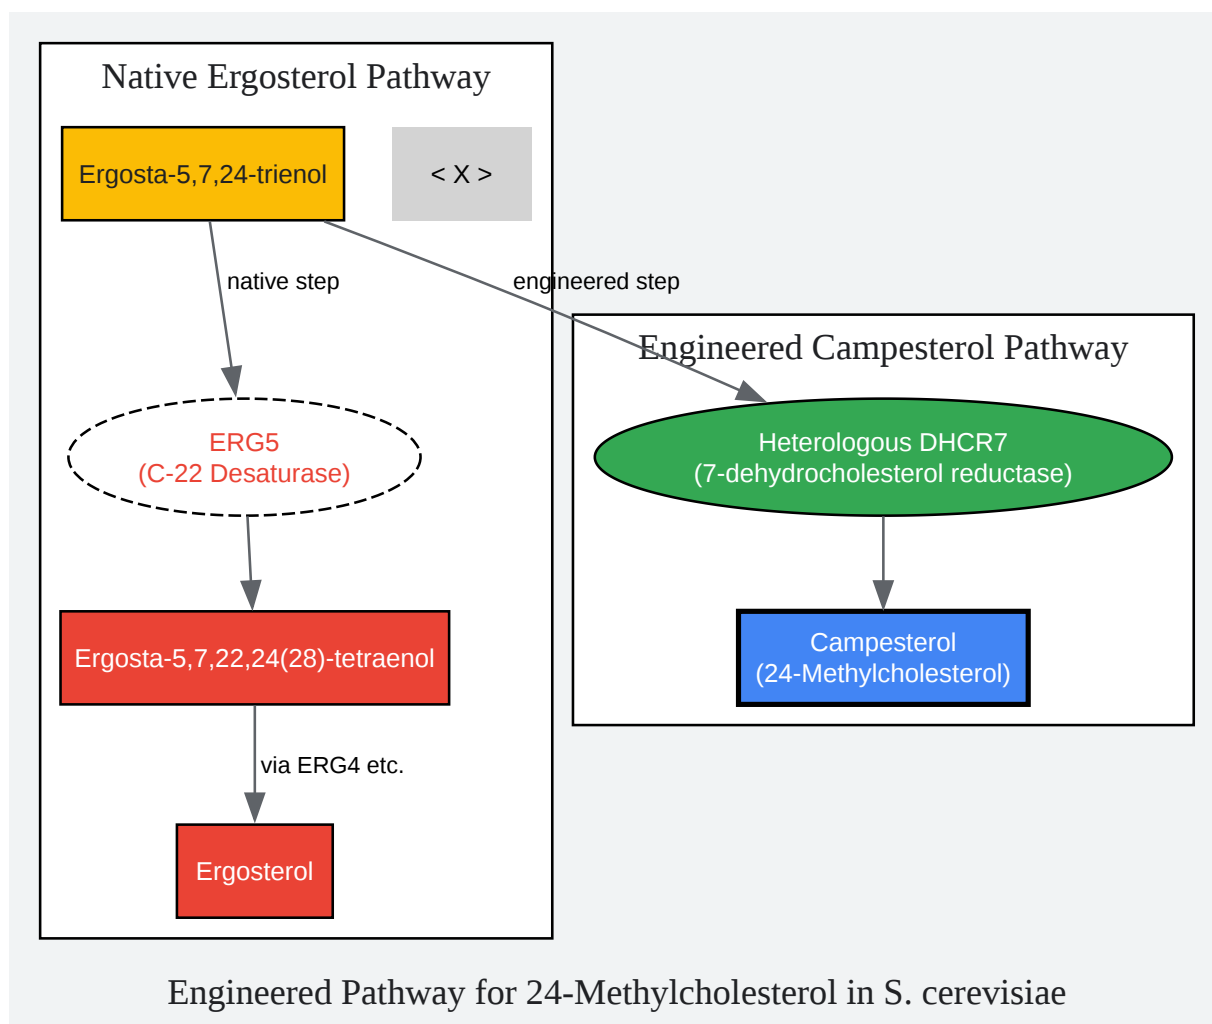 Native Ergosterol Pathway
Ergosta-5,7,24-trienol
< X >
native step
engineered step
Engineered Campesterol Pathway
ERG5
(C-22 Desaturase)
Heterologous DHCR7
(7-dehydrocholesterol reductase)
Ergosta-5,7,22,24(28)-tetraenol
Campesterol
(24-Methylcholesterol)
via ERG4 etc.
Ergosterol
Engineered Pathway for 24-Methylcholesterol in S. cerevisiae